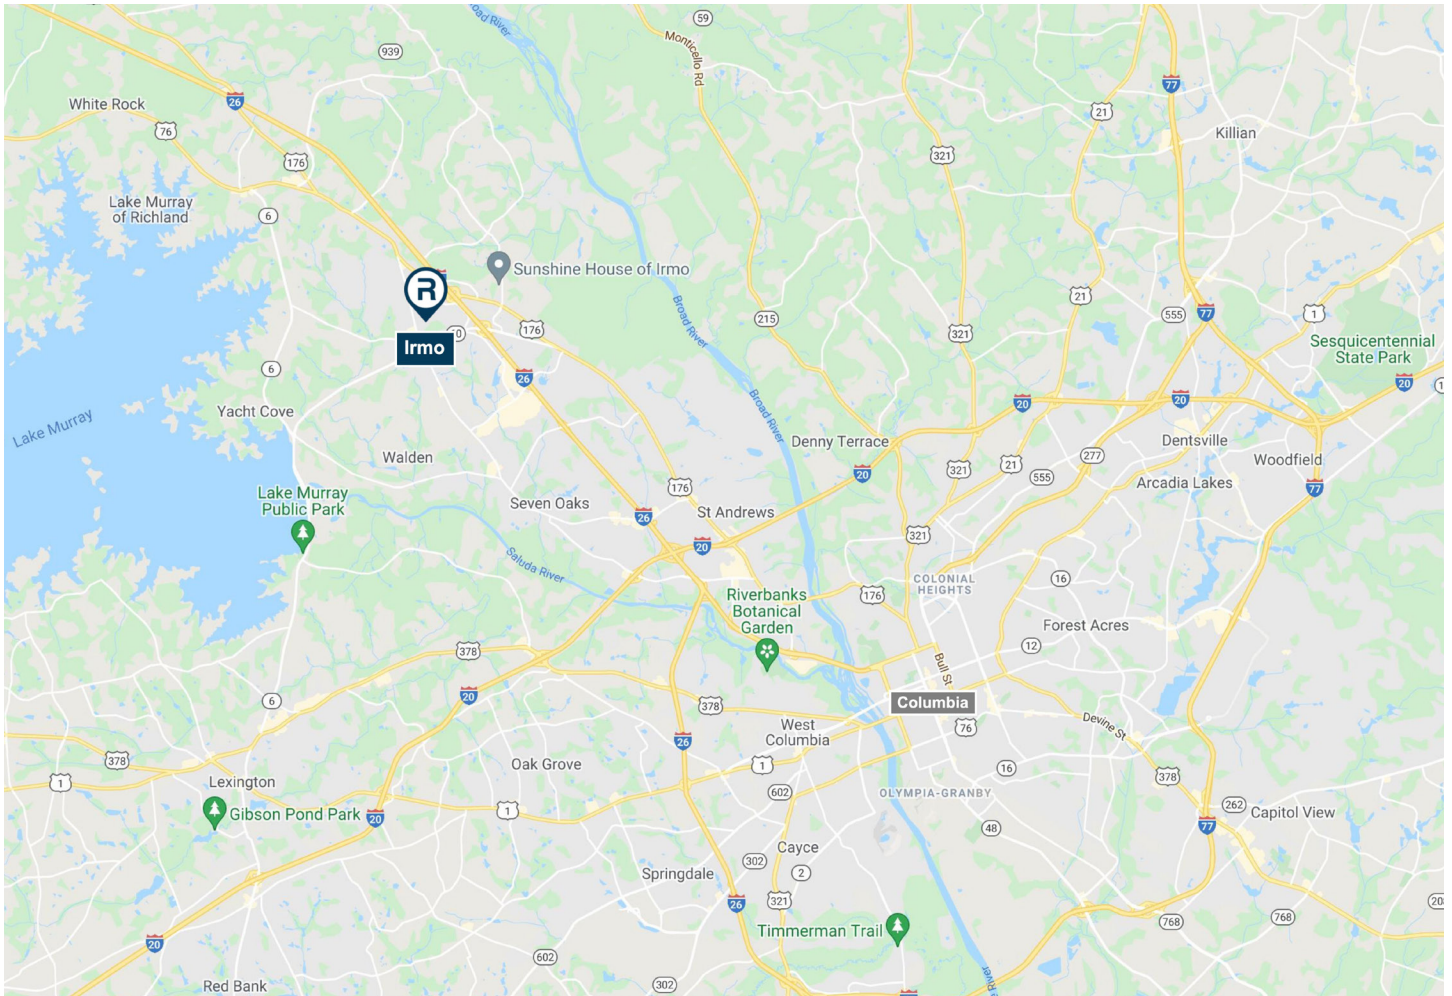 oad River
59
Monticello Rd
939
77
26
White Rock
21
76
Killian
321
176
Lake Murray
of Richland
6
Sunshine House of Irmo
R
21
Broad River
77
555
1
215
176
321
Irmo
Sesquicentennial
State Park
6
26
20
20
20
Broad River
Yacht Cove
Lake Murray
Denny Terrace
Dentsville
Walden
277
Woodfield
321
21
20
555
Arcadia Lakes
77
176
Lake Murray
Public Park
Seven Oaks
St Andrews
26
321
20
Saluda River
COLONIAL
HEIGHTS
16
176
Riverbanks
Botanical
Garden
Forest Acres
12
378
Bull St
20
6
378
Columbia
West
Columbia
76
Devine St
26
378
Oak Grove
1
16
378
1
Lexington
602
OLYMPIA-GRANBY
262
Gibson Pond Park
1
20
Capitol View
77
48
Cayce
302
2
Springdale
26
321
768
768
208
Timmerman Trail
20
602
302
Red Bank
Broad River